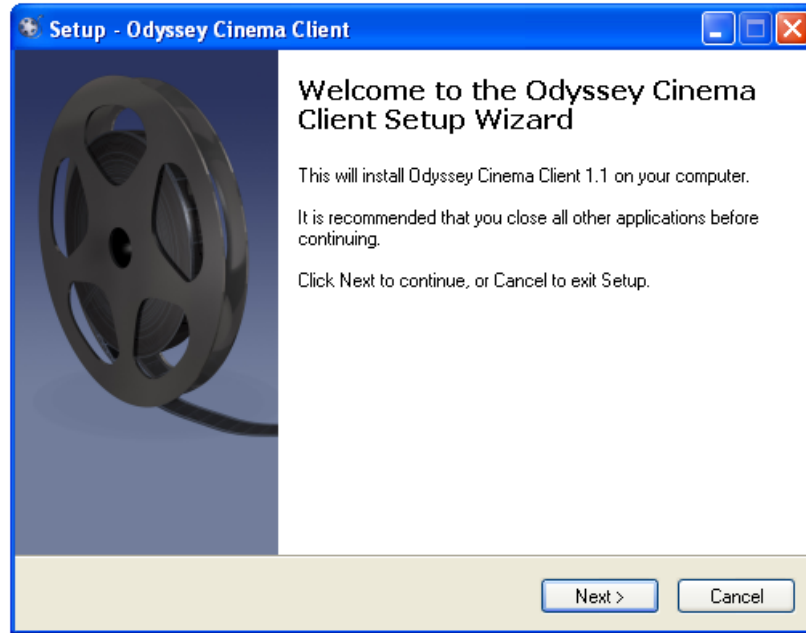 Setup - Odyssey Cinema Client
Welcome to the Odyssey Cinema
Client Setup Wizard
This will install Odyssey Cinema Client 1.1 on your computer.
It is recommended that you close all other applications before
continuing.
Click Next to continue, or Cancel to exit Setup.
Next >
Cancel